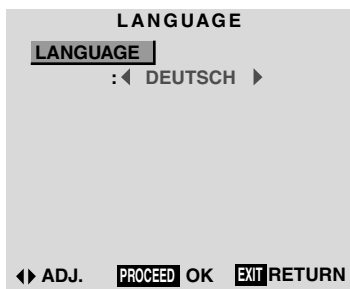 LANGUAGE
LANGUAGE
: ◀ DEUTSCH ▶
◀▶ ADJ. PROCEED OK EXIT RETURN